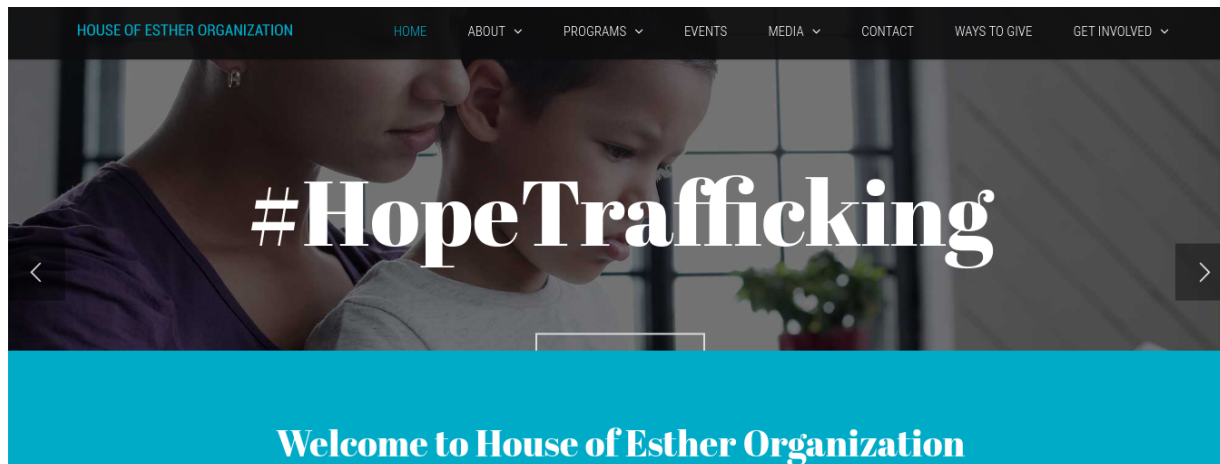 HOUSE OF ESTHER ORGANIZATION HOME ABOUT PROGRAMS EVENTS MEDIA CONTACT WAYS TO GIVE GET INVOLVED
#HopeTrafficking
Welcome to House of Esther Organization